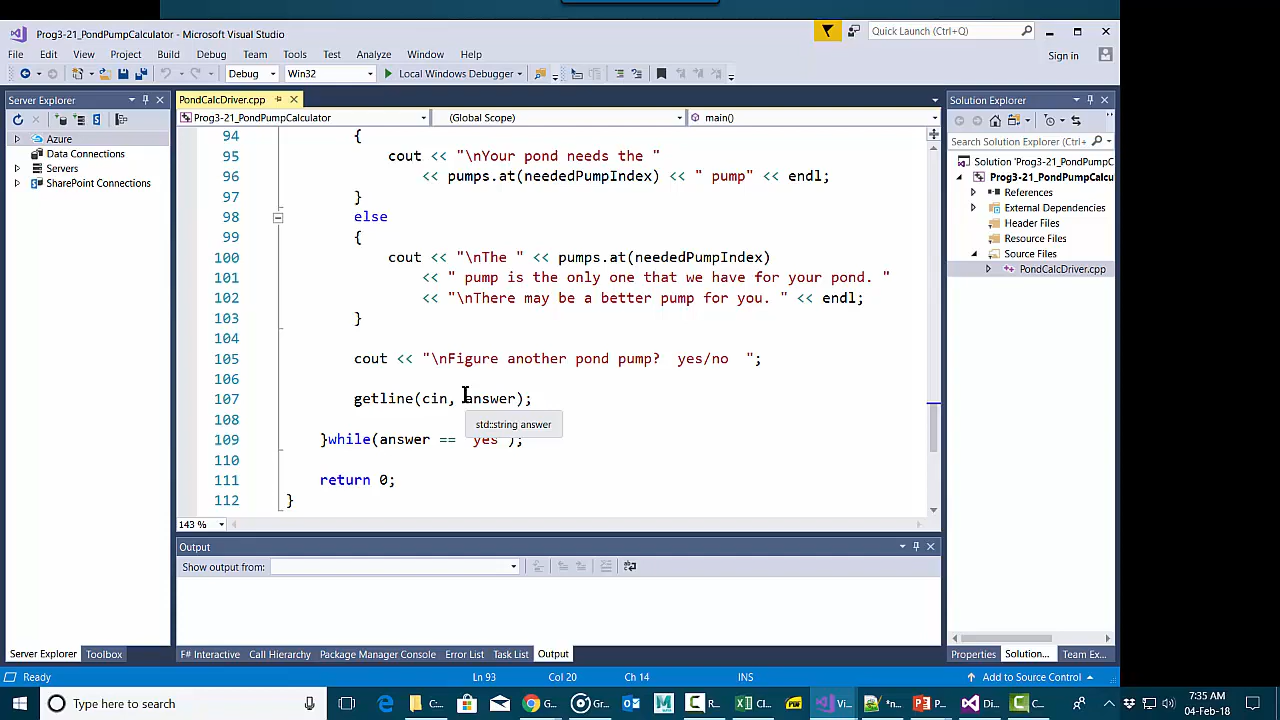 Prog3-21_PondPumpCalculator - Microsoft Visual Studio
Quick Launch (Ctrl+Q)
File Edit View Project Build Debug Team Tools Test Analyze Window Help
Sign in
Debug Win32 Local Windows Debugger
Server Explorer
Azure
Data Connections
Servers
SharePoint Connections
PondCalcDriver.cpp
Prog3-21_PondPumpCalculator (Global Scope) main()
94 {
95 cout << "\nYour pond needs the "
96 << pumps.at(neededPumpIndex) << " pump" << endl;
97 }
98 else
99 {
100 cout << "\nThe " << pumps.at(neededPumpIndex)
101 << " pump is the only one that we have for your pond. "
102 << "\nThere may be a better pump for you. " << endl;
103 }
104
105 cout << "\nFigure another pond pump?  yes/no  ";
106
107 getline(cin, answer);
std::string answer
108
109 }while(answer == "yes");
110
111 return 0;
112 }
143 %
Solution Explorer
Search Solution Explorer (Ctrl+
Solution 'Prog3-21_PondPumpC
Prog3-21_PondPumpCalcu
References
External Dependencies
Header Files
Resource Files
Source Files
PondCalcDriver.cpp
Output
Show output from:
Server Explorer Toolbox
F# Interactive Call Hierarchy Package Manager Console Error List Task List Output
Properties Solution... Team Ex...
Ready Ln 93 Col 20 Ch 14 INS Add to Source Control
Type here to search
C... G... Gr... R... Cl... Vi... *n... P... Di... C...
7:35 AM
04-Feb-18